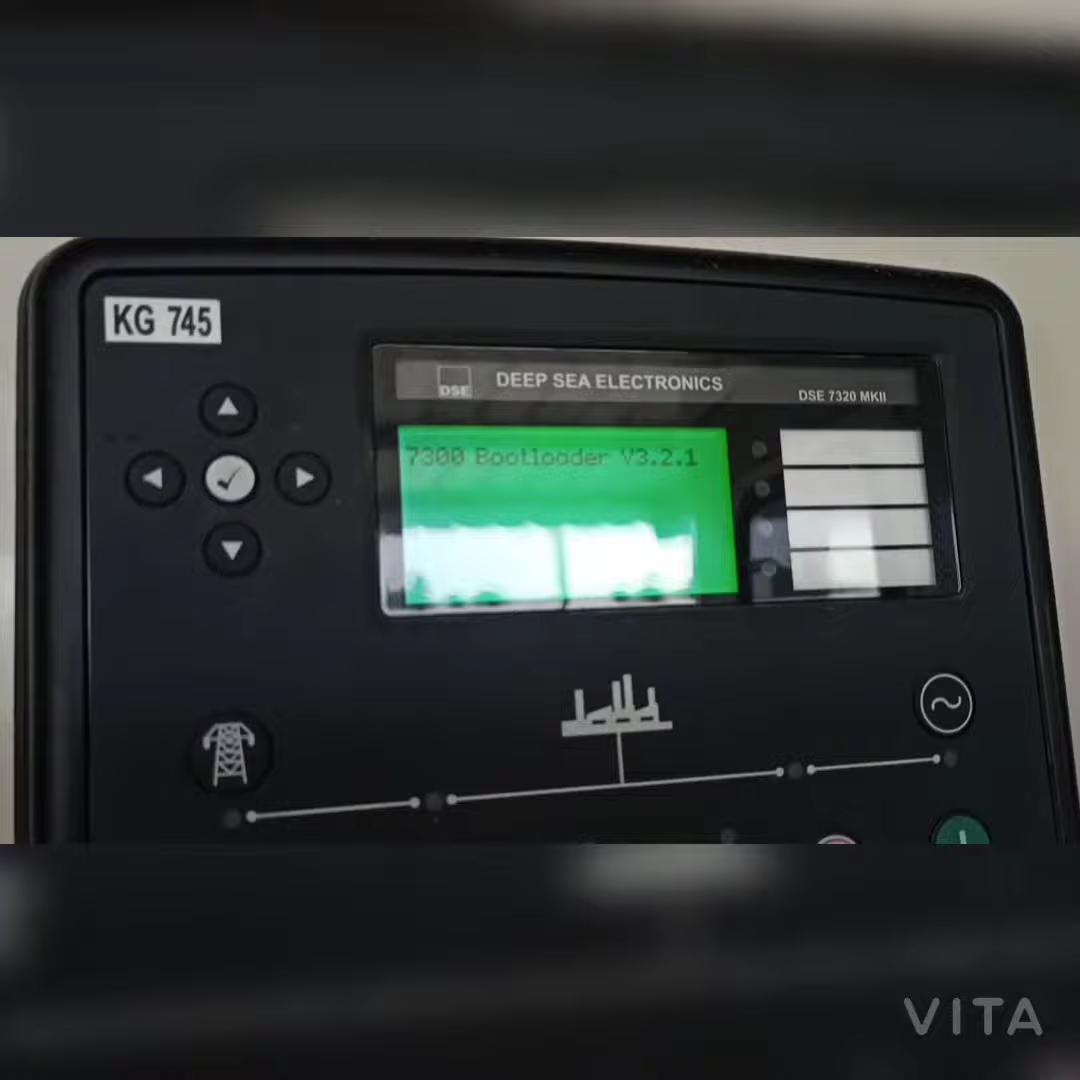 KG 745
DSE
DEEP SEA ELECTRONICS
DSE 7320 MKII
7300 Bootloader V3.2.1
VITA